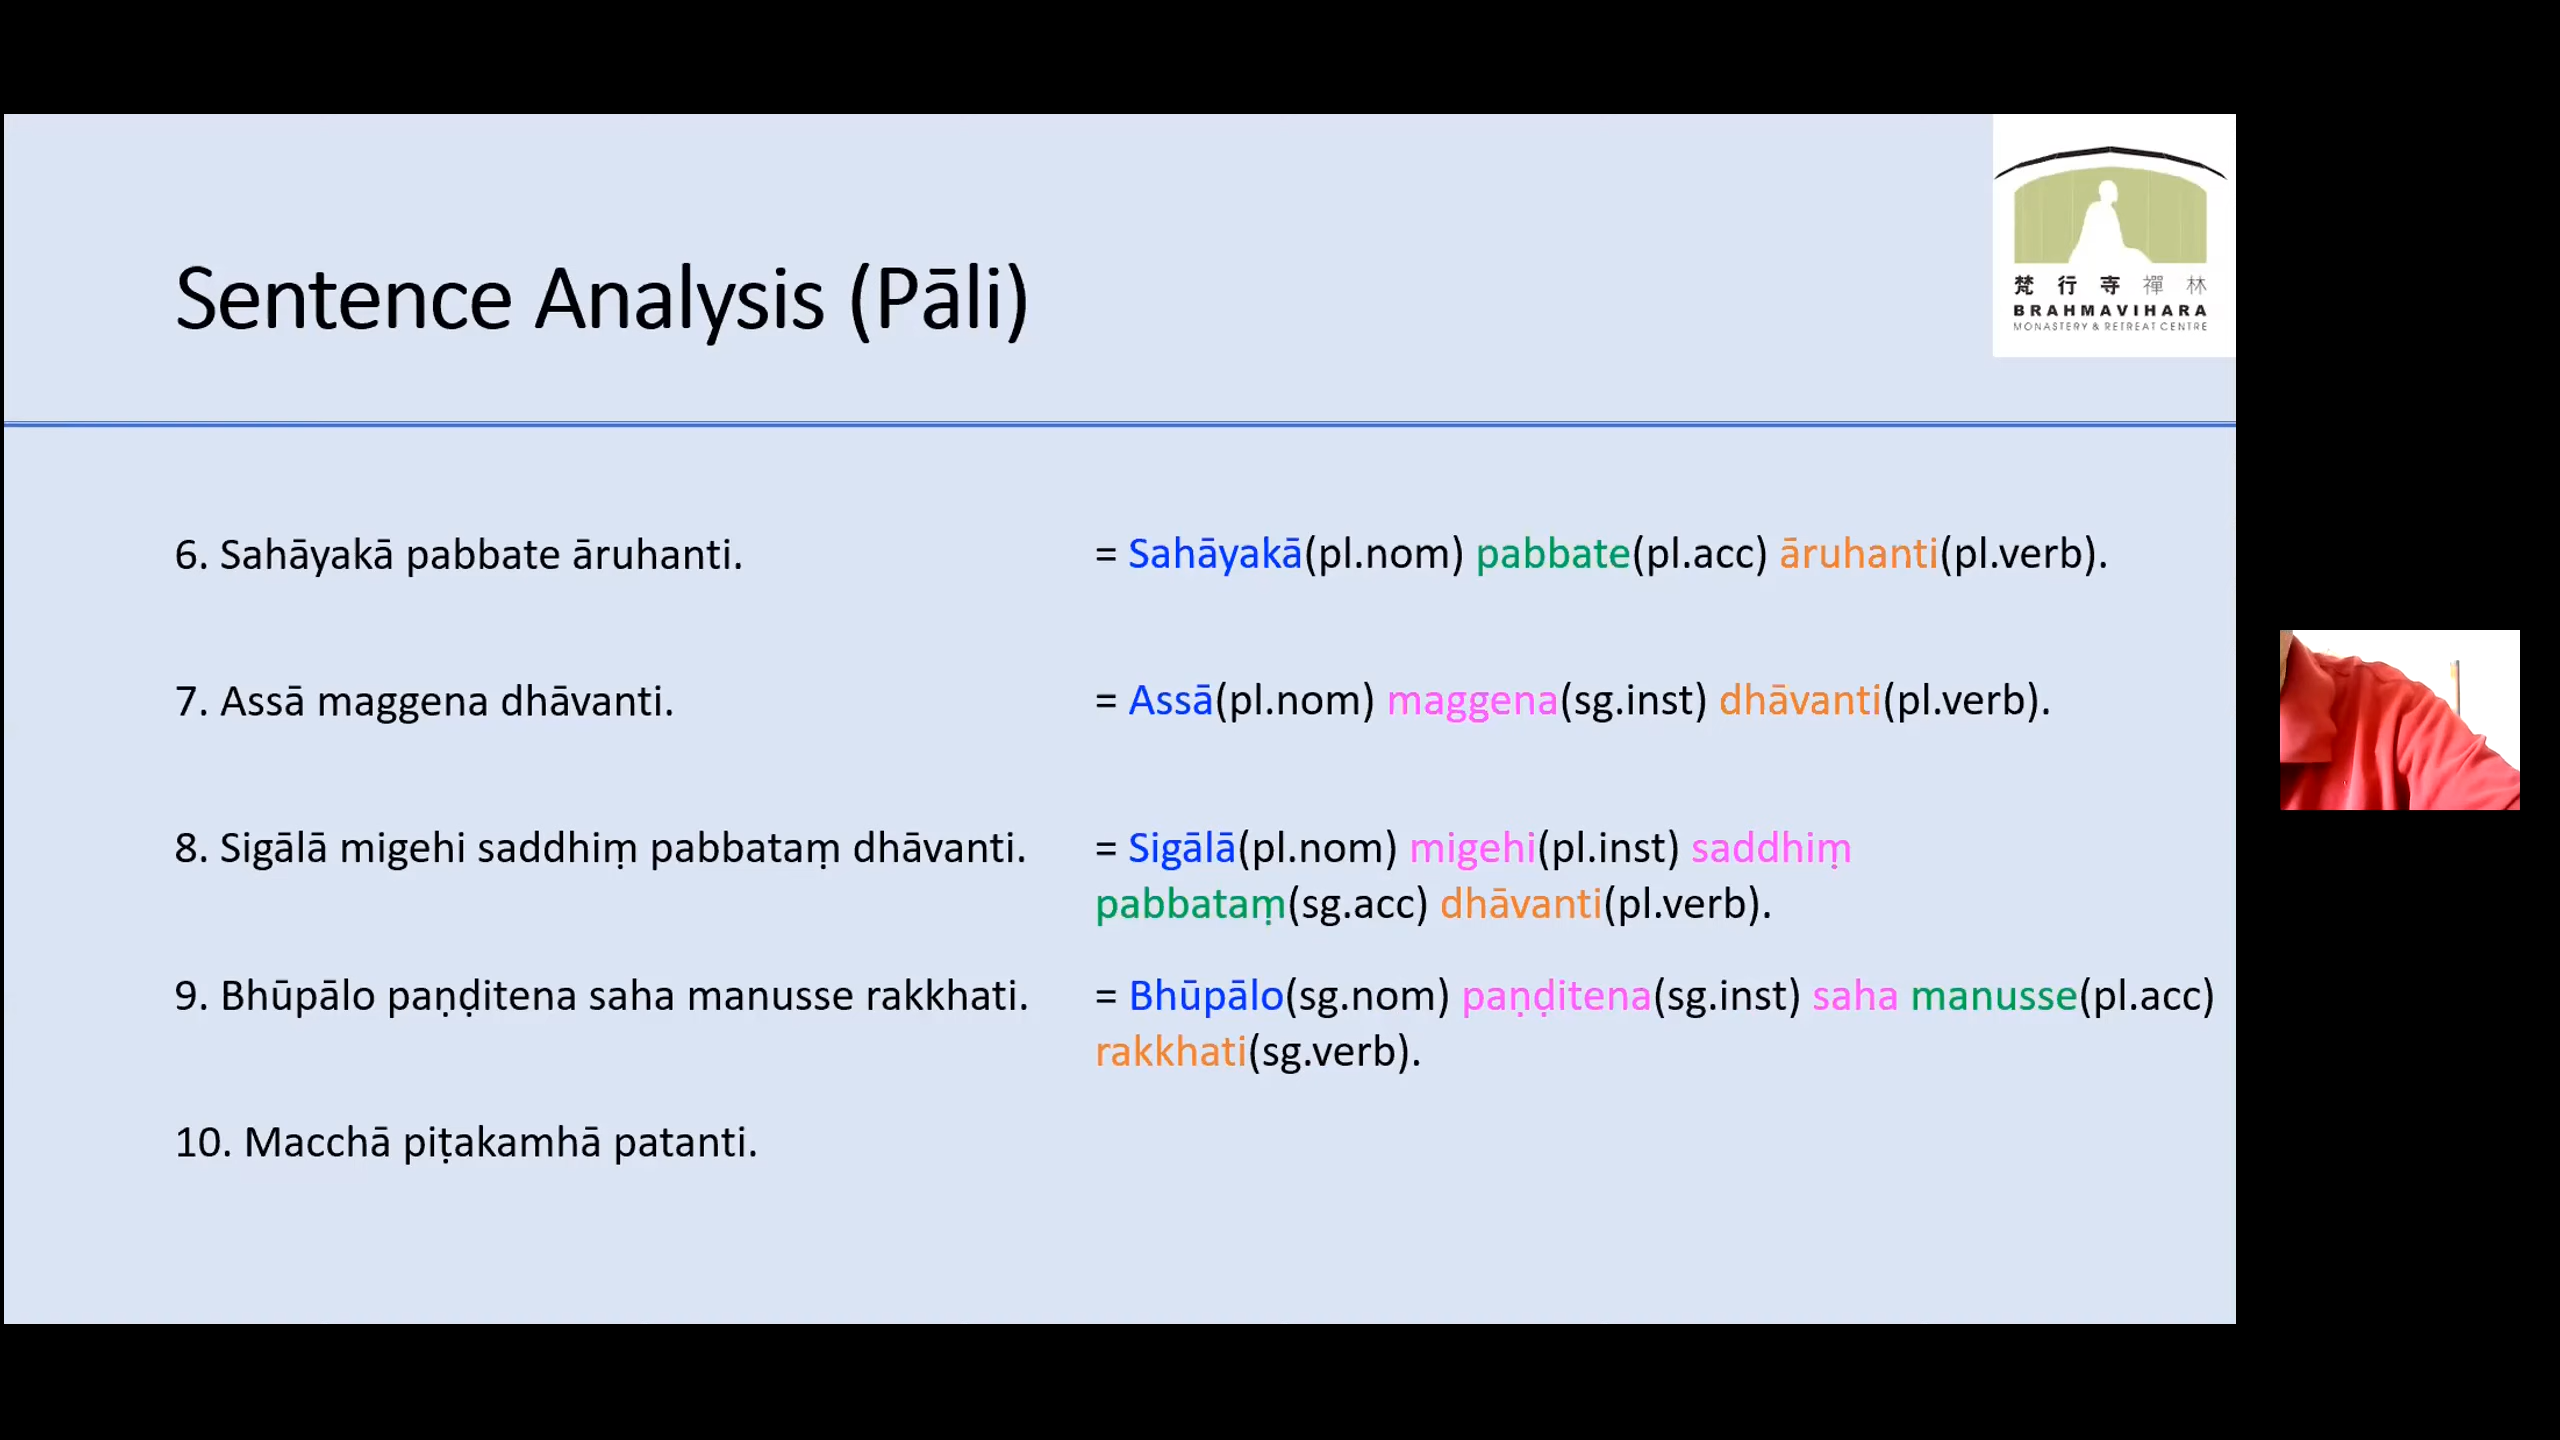 梵行寺禪林
BRAHMAVIHARA
MONASTERY & RETREAT CENTRE
Sentence Analysis (Pāli)
6. Sahāyakā pabbate āruhanti.
= Sahāyakā(pl.nom) pabbate(pl.acc) āruhanti(pl.verb).
7. Assā maggena dhāvanti.
= Assā(pl.nom) maggena(sg.inst) dhāvanti(pl.verb).
8. Sigālā migehi saddhiṃ pabbataṃ dhāvanti.
= Sigālā(pl.nom) migehi(pl.inst) saddhiṃ
pabbataṃ(sg.acc) dhāvanti(pl.verb).
9. Bhūpālo paṇḍitena saha manusse rakkhati.
= Bhūpālo(sg.nom) paṇḍitena(sg.inst) saha manusse(pl.acc)
rakkhati(sg.verb).
10. Macchā piṭakamhā patanti.